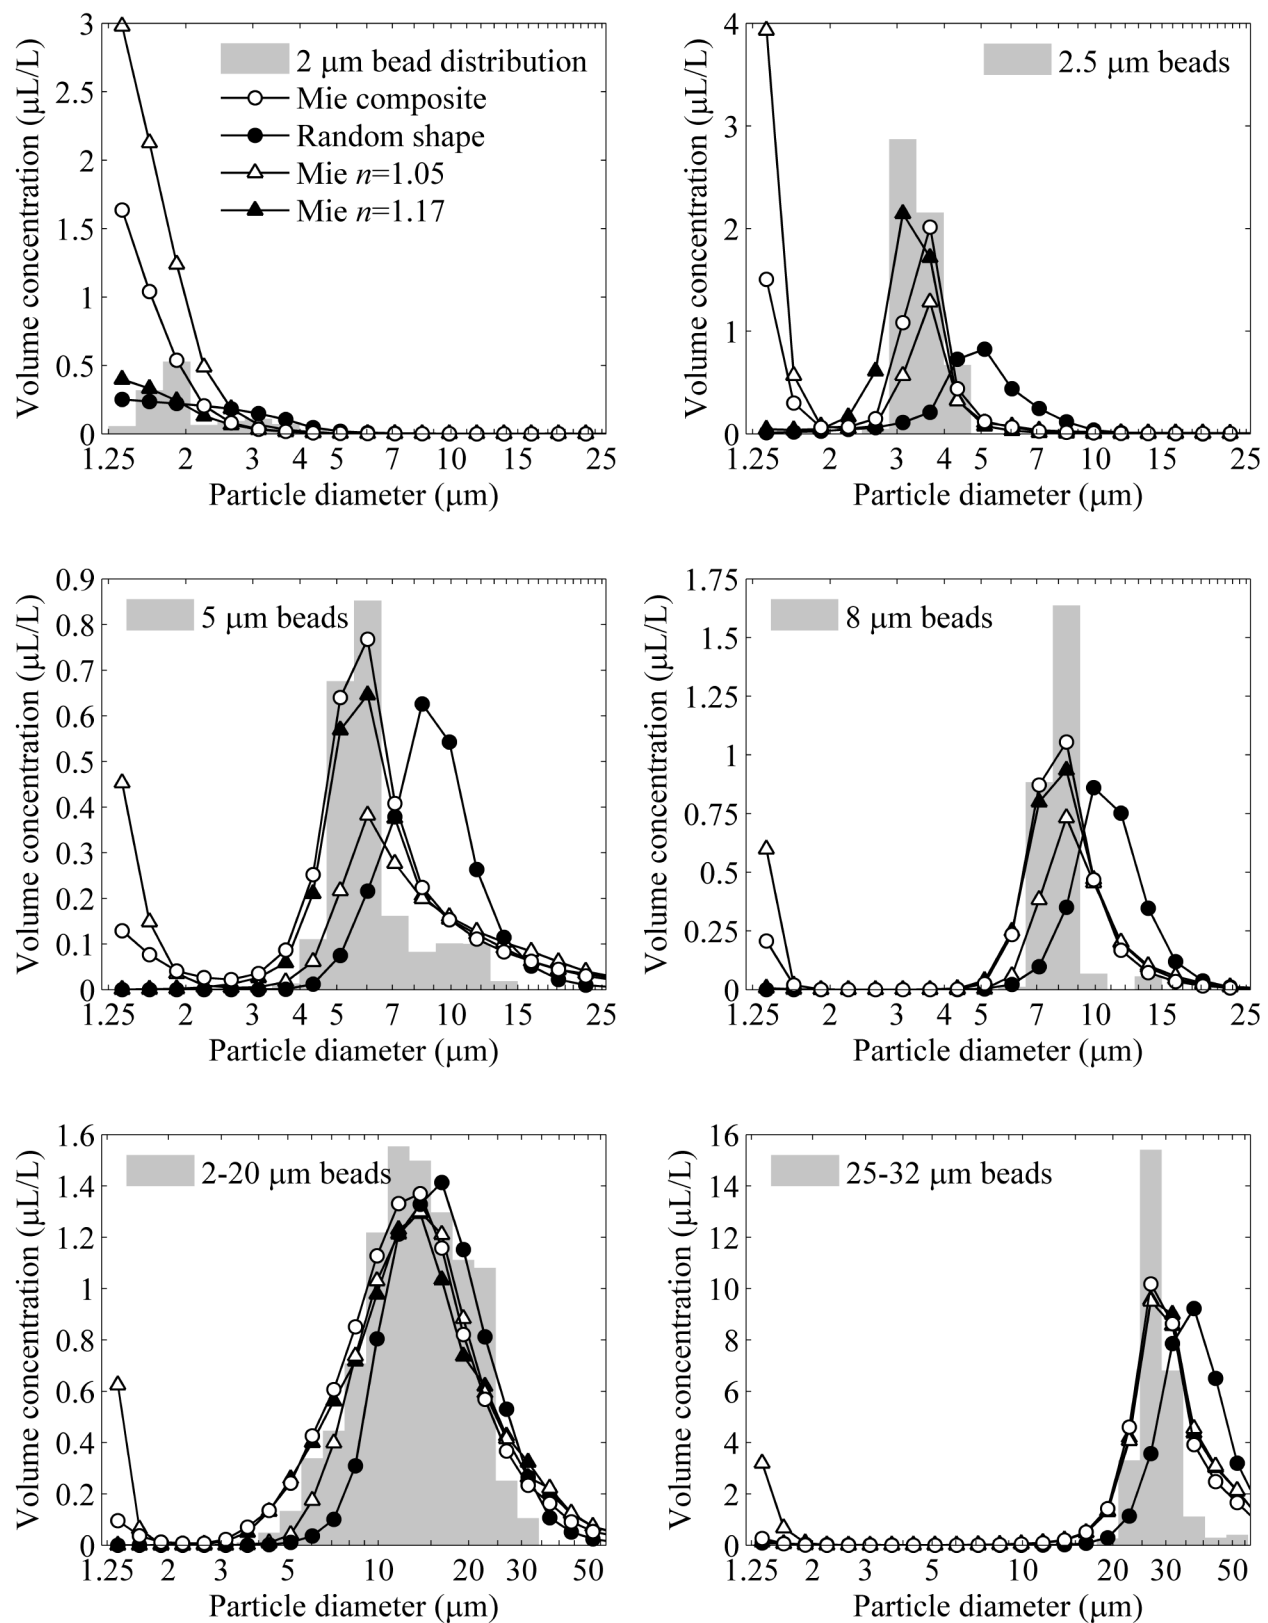 3
2.5
2
1.5
1
0.5
0
Volume concentration (µL/L)
2 µm bead distribution
Mie composite
Random shape
Mie n=1.05
Mie n=1.17
1.25 2 3 4 5 7 10 15 25
Particle diameter (µm)
4
3
2
1
0
Volume concentration (µL/L)
2.5 µm beads
1.25 2 3 4 5 7 10 15 25
Particle diameter (µm)
0.9
0.8
0.7
0.6
0.5
0.4
0.3
0.2
0.1
0
Volume concentration (µL/L)
5 µm beads
1.25 2 3 4 5 7 10 15 25
Particle diameter (µm)
1.75
1.5
1.25
1
0.75
0.5
0.25
0
Volume concentration (µL/L)
8 µm beads
1.25 2 3 4 5 7 10 15 25
Particle diameter (µm)
1.6
1.4
1.2
1
0.8
0.6
0.4
0.2
0
Volume concentration (µL/L)
2-20 µm beads
1.25 2 3 5 10 20 30 50
Particle diameter (µm)
16
14
12
10
8
6
4
2
0
Volume concentration (µL/L)
25-32 µm beads
1.25 2 3 5 10 20 30 50
Particle diameter (µm)